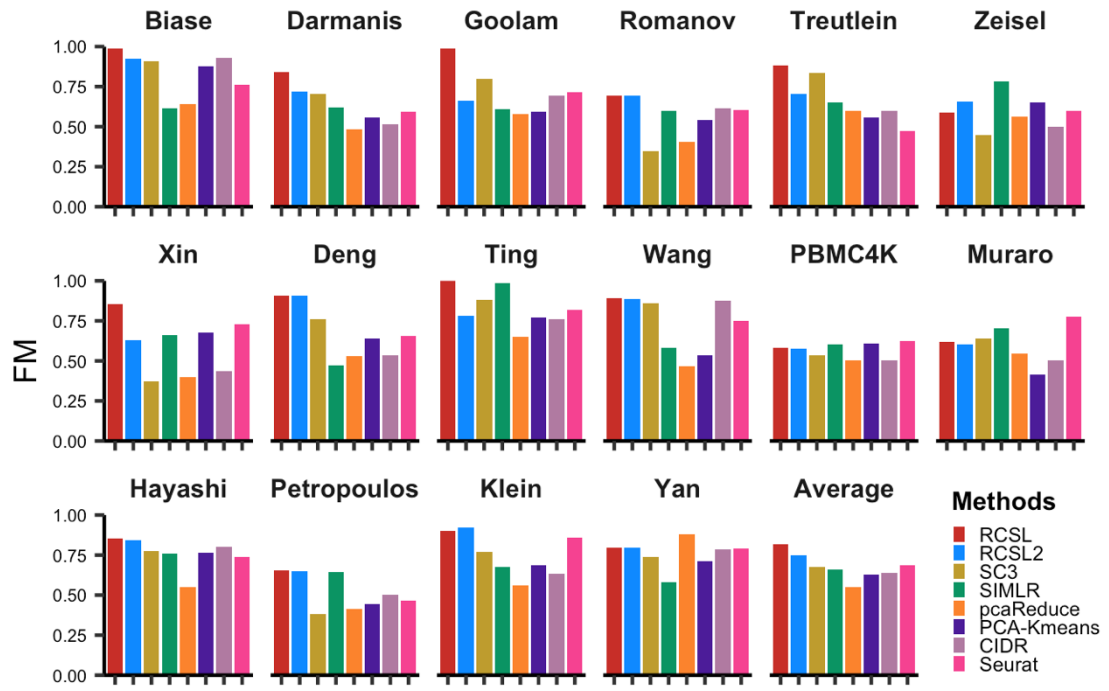 Biase Darmanis Goolam Romanov Treutlein Zeisel
1.00
0.75
0.50
0.25
0.00
Xin Deng Ting Wang PBMC4K Muraro
1.00
0.75
0.50
0.25
0.00
FM
Hayashi Petropoulos Klein Yan Average
1.00
0.75
0.50
0.25
0.00
Methods
RCSL
RCSL2
SC3
SIMLR
pcaReduce
PCA-Kmeans
CIDR
Seurat